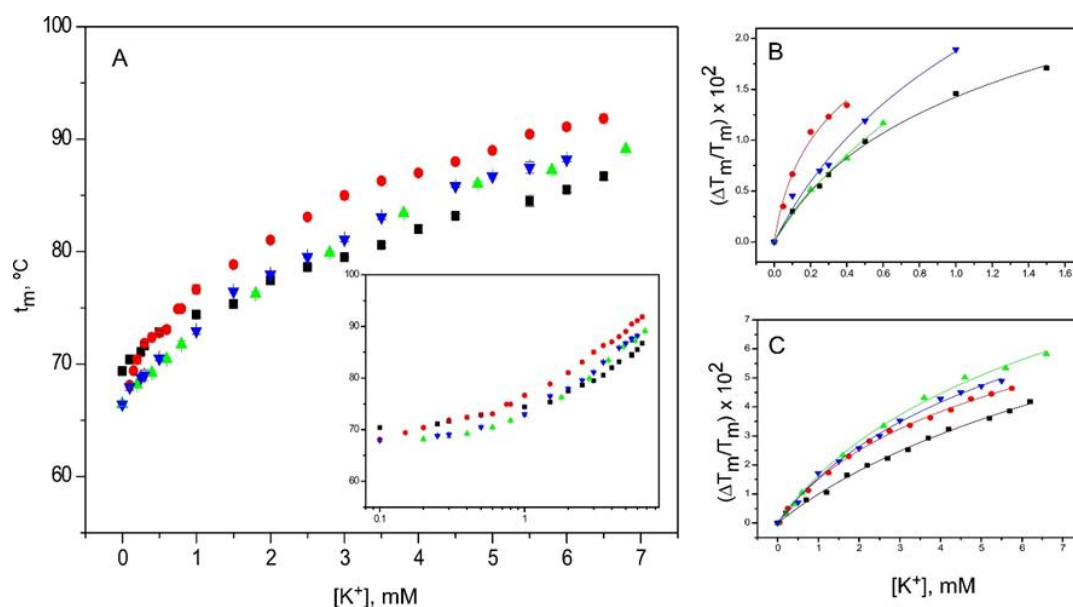 A
100
90
80
70
60
t_m, ºC
0 1 2 3 4 5 6 7
[K⁺], mM
100
90
80
70
60
0.1 1
B
2.0
1.5
1.0
0.5
0.0
(ΔT_m/T_m) x 10²
0.0 0.2 0.4 0.6 0.8 1.0 1.2 1.4 1.6
C
7
6
5
4
3
2
1
0
(ΔT_m/T_m) x 10²
0 1 2 3 4 5 6 7
[K⁺], mM